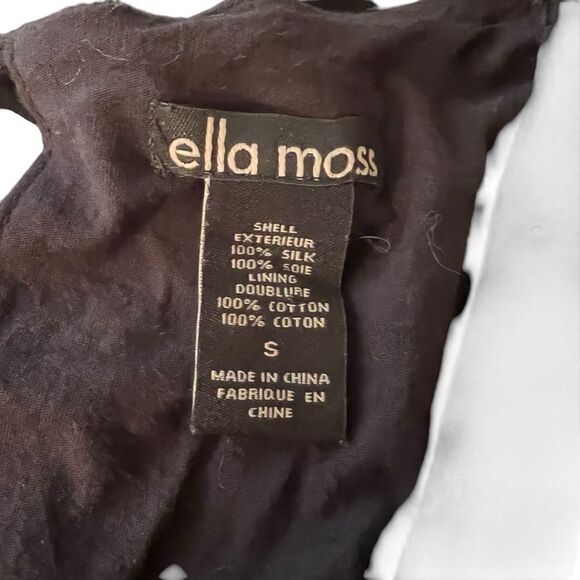 ella moss
SHELL
EXTERIEUR
100% SILK
100% SOIE
LINING
DOUBLURE
100% COTTON
100% COTON
S
MADE IN CHINA
FABRIQUE EN
CHINE